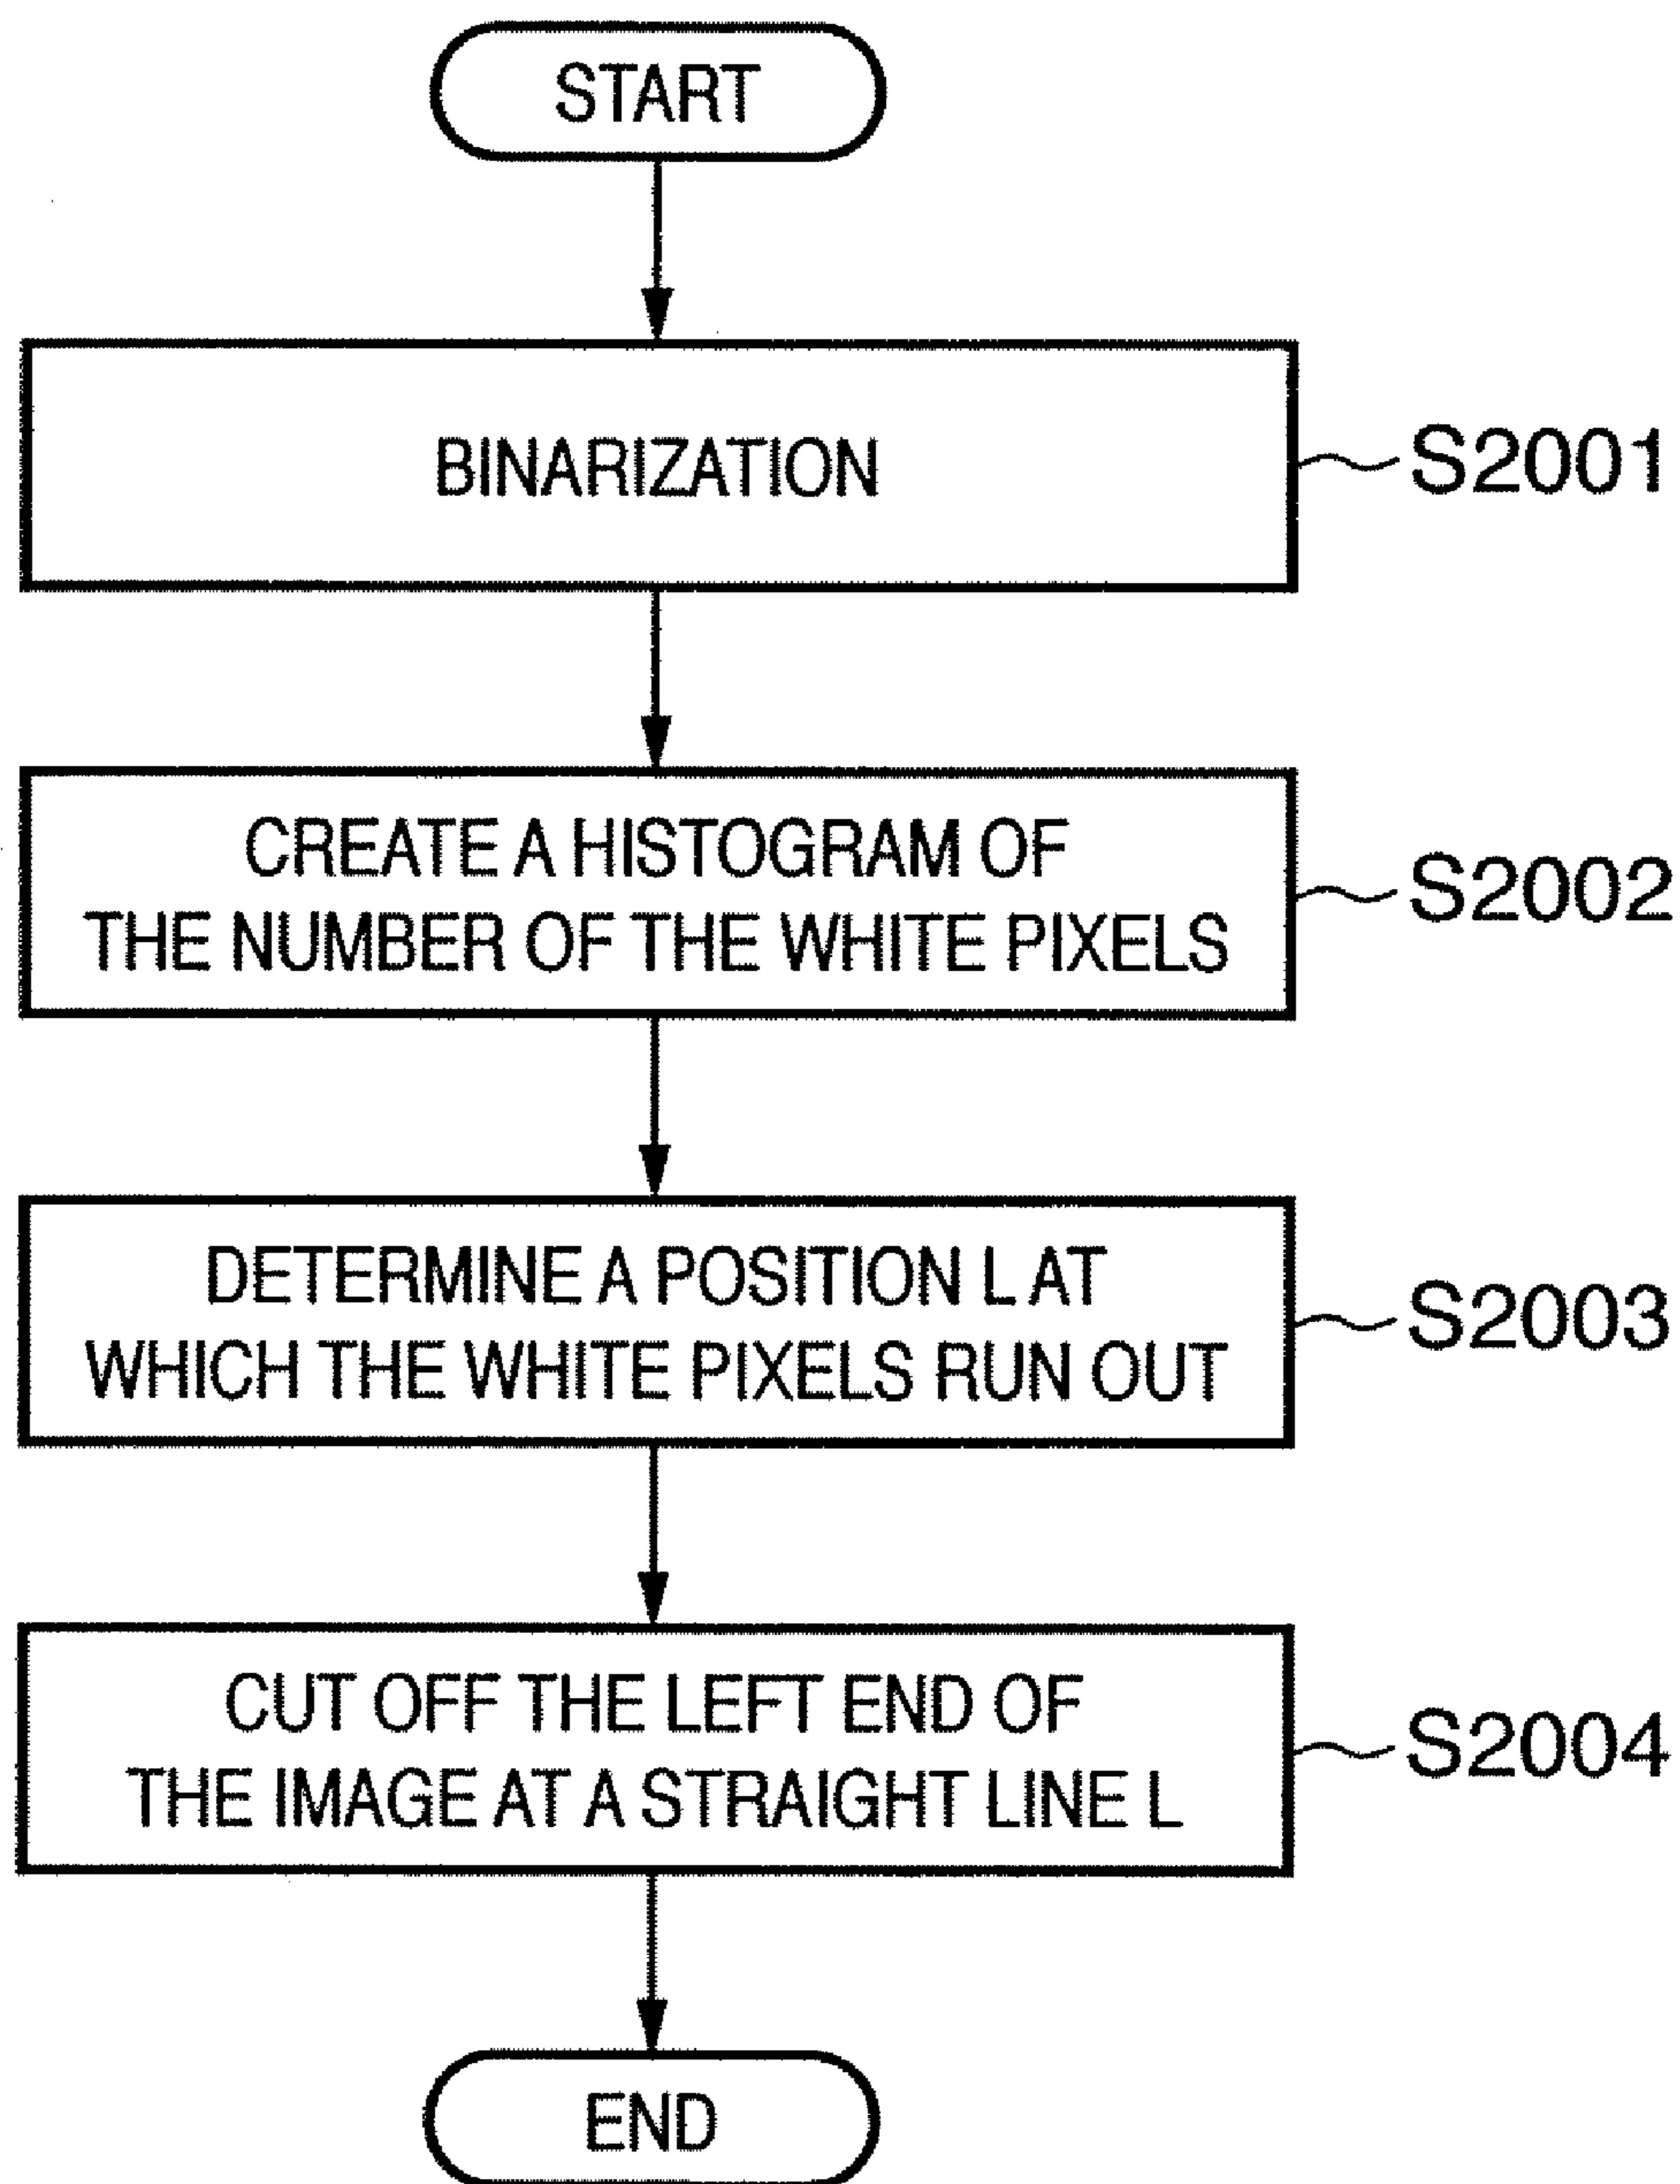 START
BINARIZATION
S2001
CREATE A HISTOGRAM OF
THE NUMBER OF THE WHITE PIXELS
S2002
DETERMINE A POSITION L AT
WHICH THE WHITE PIXELS RUN OUT
S2003
CUT OFF THE LEFT END OF
THE IMAGE AT A STRAIGHT LINE L
S2004
END